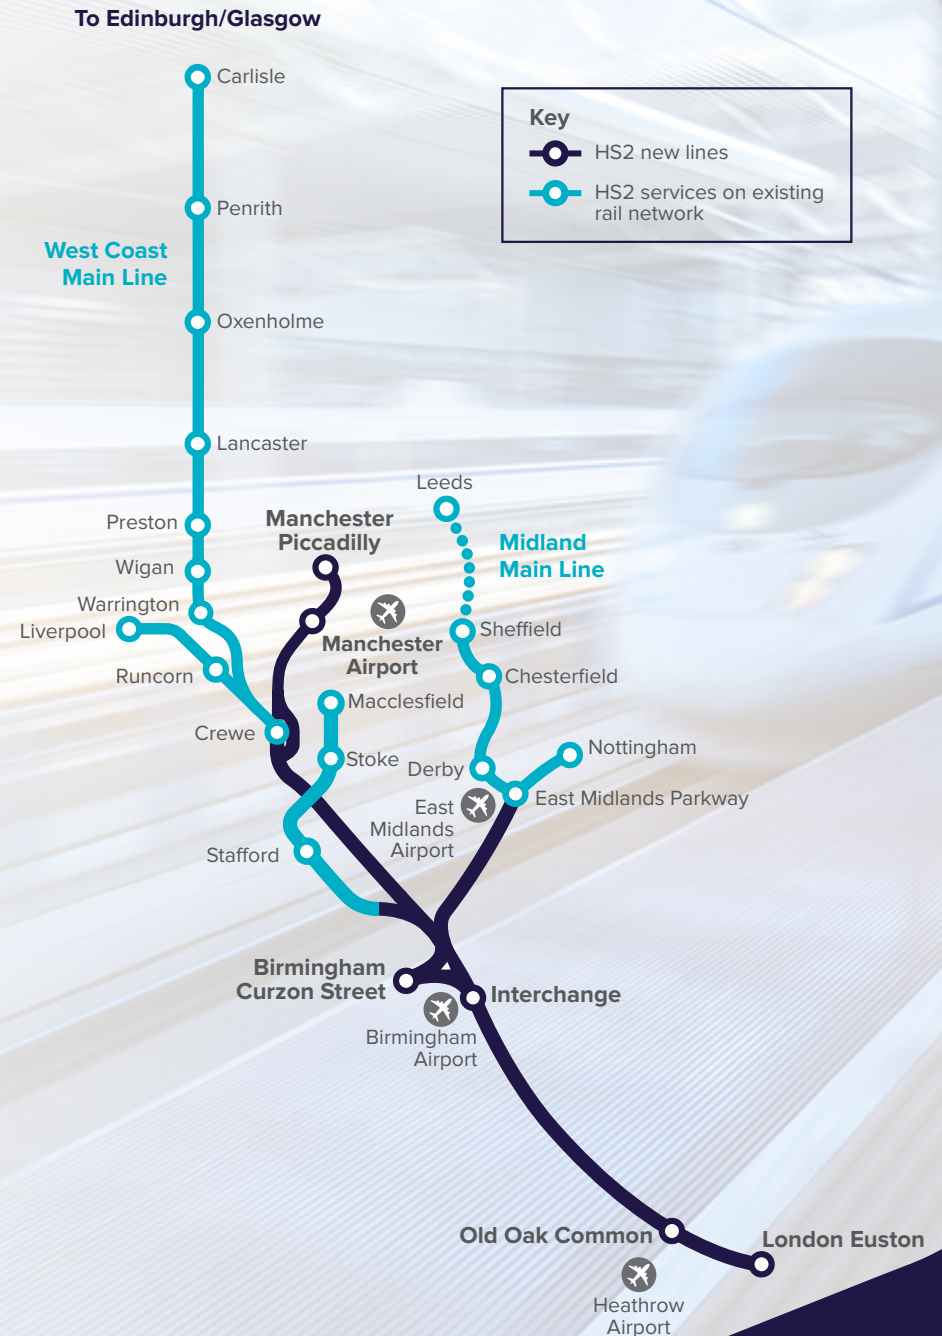 To Edinburgh/Glasgow
Carlisle
Key
HS2 new lines
HS2 services on existing
rail network
Penrith
West Coast
Main Line
Oxenholme
Lancaster
Leeds
Preston
Manchester
Piccadilly
Midland
Main Line
Wigan
Warrington
Liverpool
Sheffield
Manchester
Airport
Runcorn
Chesterfield
Macclesfield
Crewe
Stoke
Nottingham
Derby
East Midlands Parkway
East
Midlands
Airport
Stafford
Birmingham
Curzon Street
Interchange
Birmingham
Airport
Old Oak Common
London Euston
Heathrow
Airport